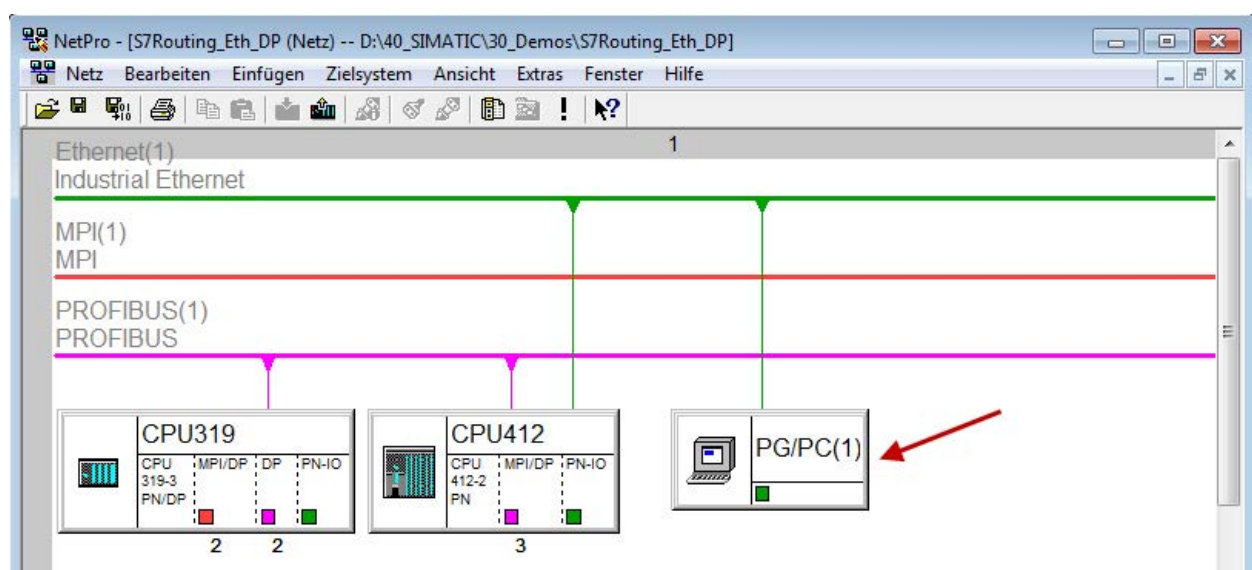 NetPro - [S7Routing_Eth_DP (Netz) -- D:\40_SIMATIC\30_Demos\S7Routing_Eth_DP]
Netz Bearbeiten Einfügen Zielsystem Ansicht Extras Fenster Hilfe
1
Ethernet(1)
Industrial Ethernet
MPI(1)
MPI
PROFIBUS(1)
PROFIBUS
CPU319
CPU 319-3 PN/DP
MPI/DP
DP
PN-IO
2
2
CPU412
CPU 412-2 PN
MPI/DP
PN-IO
3
PG/PC(1)